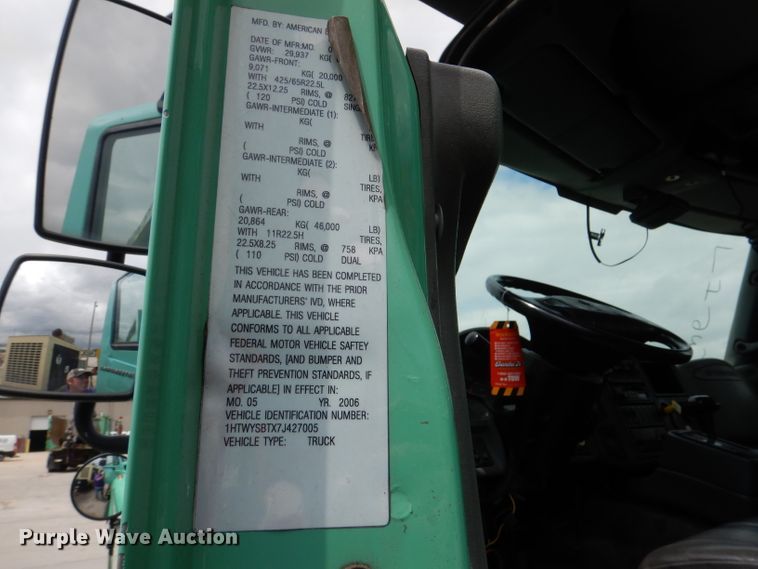 MFD. BY: AMERICAN
DATE OF MFR:MO. 0
GVWR: 29,937 KG(
GAWR-FRONT:
9,071 KG( 20,000
WITH 425/65R22.5L
22.5X12.25 RIMS, @ 827
( 120 PSI) COLD SING
GAWR-INTERMEDIATE (1):
KG(
WITH TIRE
RIMS, @ KP
( PSI) COLD
GAWR-INTERMEDIATE (2):
KG( LB)
WITH TIRES,
RIMS, @ KPA
( PSI) COLD
GAWR-REAR:
20,864 KG( 46,000 LB)
WITH 11R22.5H TIRES,
22.5X8.25 RIMS, @ 758 KPA
( 110 PSI) COLD DUAL
THIS VEHICLE HAS BEEN COMPLETED
IN ACCORDANCE WITH THE PRIOR
MANUFACTURERS' IVD, WHERE
APPLICABLE. THIS VEHICLE
CONFORMS TO ALL APPLICABLE
FEDERAL MOTOR VEHICLE SAFTEY
STANDARDS, [AND BUMPER AND
THEFT PREVENTION STANDARDS, IF
APPLICABLE] IN EFFECT IN:
MO. 05 YR. 2006
VEHICLE IDENTIFICATION NUMBER:
1HTWYSBTX7J427005
VEHICLE TYPE: TRUCK
Purple Wave Auction